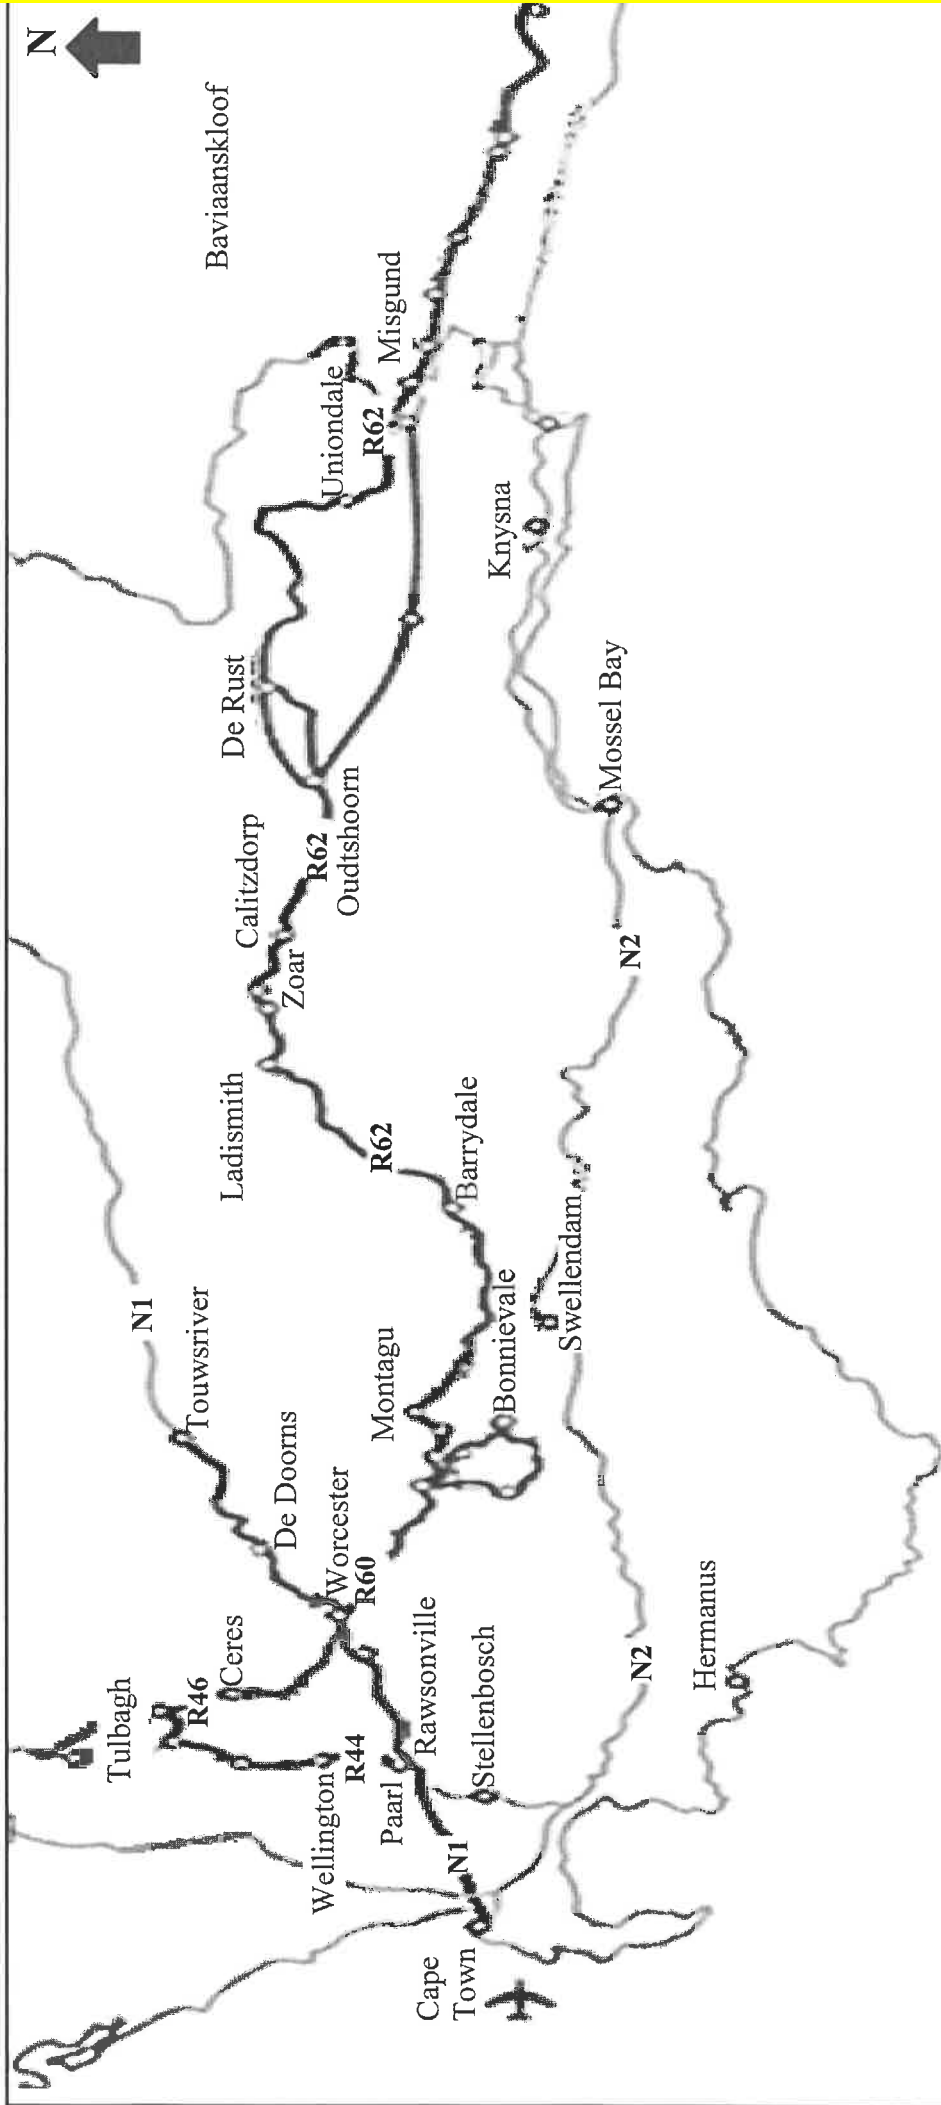 N
Baviaanskloof
Misgund
Uniondale
R62
Knysna
De Rust
Mossel Bay
Calitzdorp
R62
Oudtshoorn
Zoar
N2
Ladismith
R62
Barrydale
N1
Touwsriver
Swellendam
Bonnievale
Montagu
De Doorns
Worcester
R60
Ceres
R46
Tulbagh
Rawsonville
Stellenbosch
N2
Hermanus
R44
Wellington
Paarl
N1
Cape
Town